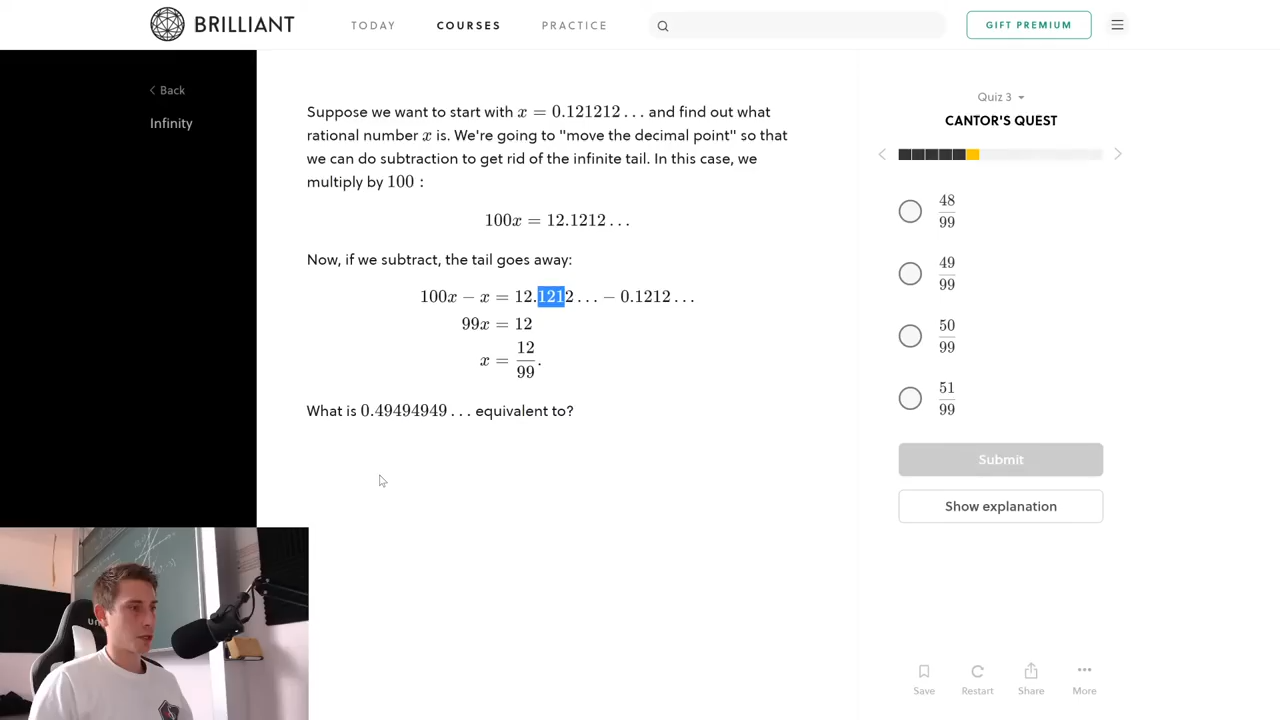 BRILLIANT
TODAY
COURSES
PRACTICE
GIFT PREMIUM
Back
Infinity
Suppose we want to start with x = 0.121212... and find out what
rational number x is. We're going to "move the decimal point" so that
we can do subtraction to get rid of the infinite tail. In this case, we
multiply by 100 :
100x = 12.1212...
Now, if we subtract, the tail goes away:
100x − x = 12.1212... − 0.1212...
99x = 12
x = 12/99.
What is 0.49494949... equivalent to?
Quiz 3
CANTOR'S QUEST
48/99
49/99
50/99
51/99
Submit
Show explanation
Save
Restart
Share
More